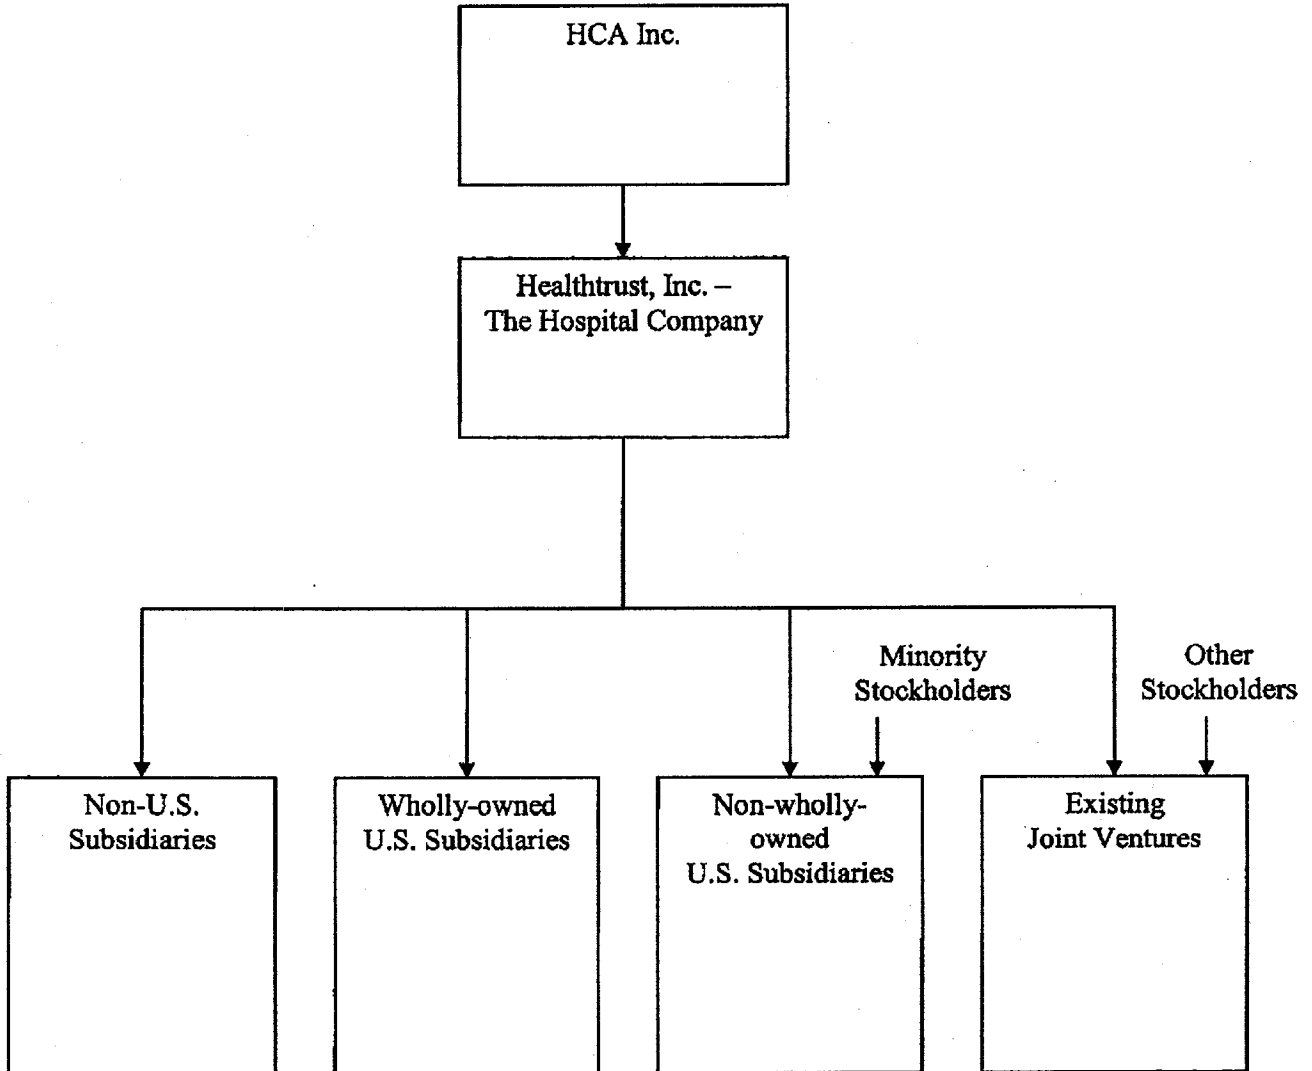 HCA Inc.
Healthtrust, Inc. –
The Hospital Company
Minority
Stockholders
Other
Stockholders
Non-U.S.
Subsidiaries
Wholly-owned
U.S. Subsidiaries
Non-wholly-
owned
U.S. Subsidiaries
Existing
Joint Ventures